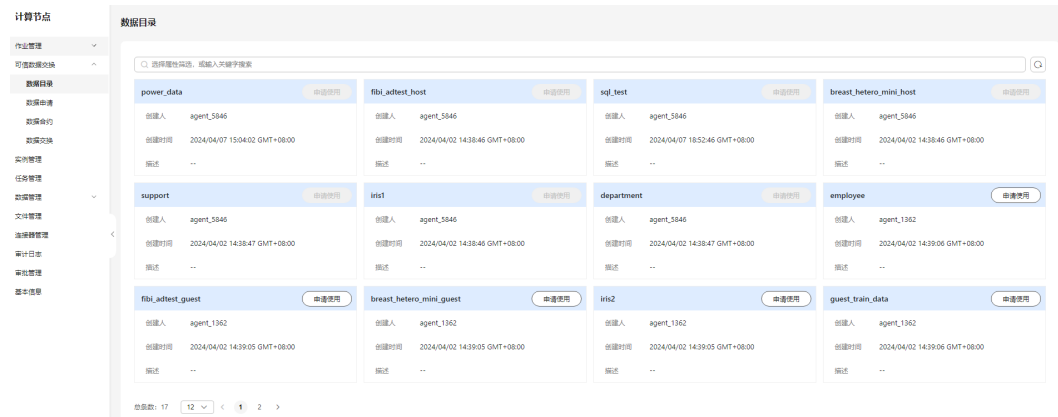 计算节点
作业管理
可信数据交换
数据目录
数据申请
数据合约
数据交换
实例管理
任务管理
数据管理
文件管理
连接器管理
审计日志
审批管理
基本信息
数据目录
选择属性筛选，或输入关键字搜索
power_data 申请使用
创建人 agent_5846
创建时间 2024/04/07 15:04:02 GMT+08:00
描述 --
fibi_adtest_host 申请使用
创建人 agent_5846
创建时间 2024/04/02 14:38:46 GMT+08:00
描述 --
sql_test 申请使用
创建人 agent_5846
创建时间 2024/04/07 18:52:46 GMT+08:00
描述 --
breast_hetero_mini_host 申请使用
创建人 agent_5846
创建时间 2024/04/02 14:38:46 GMT+08:00
描述 --
support 申请使用
创建人 agent_5846
创建时间 2024/04/02 14:38:47 GMT+08:00
描述 --
iris1 申请使用
创建人 agent_5846
创建时间 2024/04/02 14:38:46 GMT+08:00
描述 --
department 申请使用
创建人 agent_5846
创建时间 2024/04/02 14:38:47 GMT+08:00
描述 --
employee 申请使用
创建人 agent_1362
创建时间 2024/04/02 14:39:06 GMT+08:00
描述 --
fibi_adtest_guest 申请使用
创建人 agent_1362
创建时间 2024/04/02 14:39:05 GMT+08:00
描述 --
breast_hetero_mini_guest 申请使用
创建人 agent_1362
创建时间 2024/04/02 14:39:05 GMT+08:00
描述 --
iris2 申请使用
创建人 agent_1362
创建时间 2024/04/02 14:39:05 GMT+08:00
描述 --
guest_train_data 申请使用
创建人 agent_1362
创建时间 2024/04/02 14:39:06 GMT+08:00
描述 --
总条数：17 12 < 1 2 >